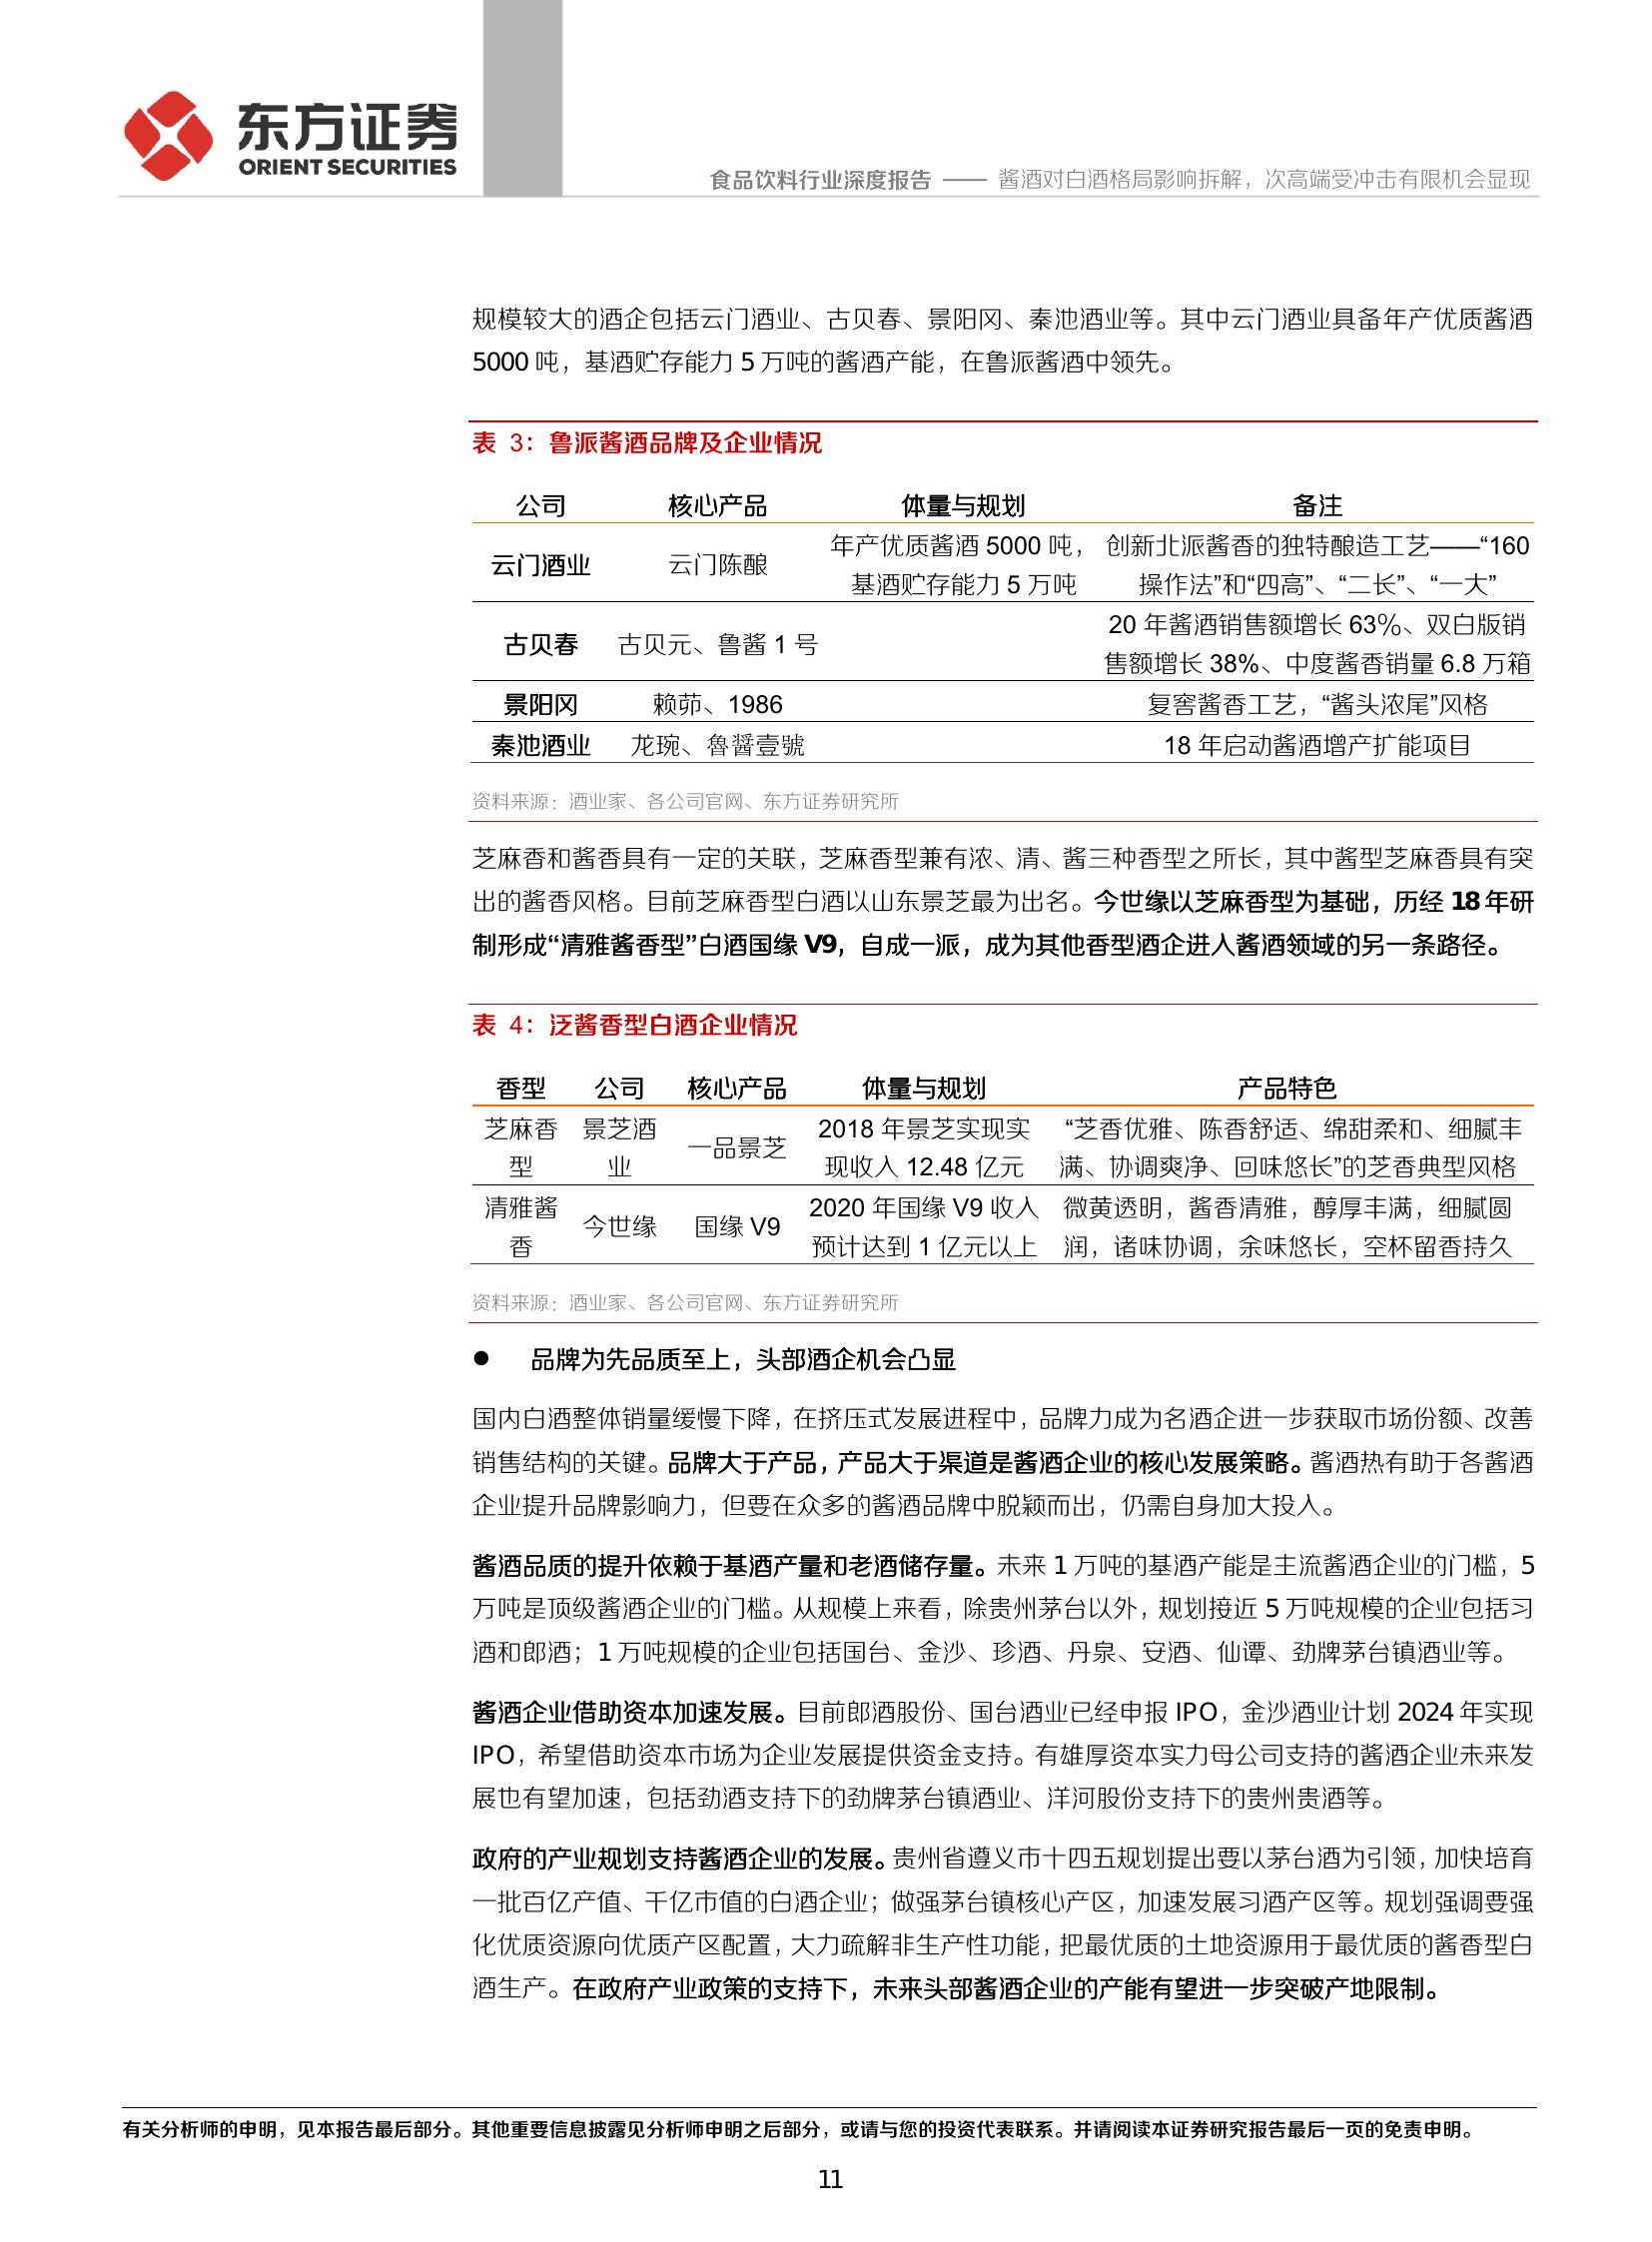 东方证券
ORIENT SECURITIES
食品饮料行业深度报告 —— 酱酒对白酒格局影响拆解，次高端受冲击有限机会显现
规模较大的酒企包括云门酒业、古贝春、景阳冈、秦池酒业等。其中云门酒业具备年产优质酱酒
5000 吨，基酒贮存能力 5 万吨的酱酒产能，在鲁派酱酒中领先。
表 3：鲁派酱酒品牌及企业情况
公司 核心产品 体量与规划 备注
云门酒业 云门陈酿 年产优质酱酒 5000 吨，基酒贮存能力 5 万吨 创新北派酱香的独特酿造工艺——“160 操作法”和“四高”、“二长”、“一大”
古贝春 古贝元、鲁酱 1 号 20 年酱酒销售额增长 63%、双白版销售额增长 38%、中度酱香销量 6.8 万箱
景阳冈 赖茆、1986 复窖酱香工艺，“酱头浓尾”风格
秦池酒业 龙琬、魯醤壹號 18 年启动酱酒增产扩能项目
资料来源：酒业家、各公司官网、东方证券研究所
芝麻香和酱香具有一定的关联，芝麻香型兼有浓、清、酱三种香型之所长，其中酱型芝麻香具有突
出的酱香风格。目前芝麻香型白酒以山东景芝最为出名。今世缘以芝麻香型为基础，历经 18 年研
制形成“清雅酱香型”白酒国缘 V9，自成一派，成为其他香型酒企进入酱酒领域的另一条路径。
表 4：泛酱香型白酒企业情况
香型 公司 核心产品 体量与规划 产品特色
芝麻香型 景芝酒业 一品景芝 2018 年景芝实现实现收入 12.48 亿元 “芝香优雅、陈香舒适、绵甜柔和、细腻丰满、协调爽净、回味悠长”的芝香典型风格
清雅酱香 今世缘 国缘 V9 2020 年国缘 V9 收入预计达到 1 亿元以上 微黄透明，酱香清雅，醇厚丰满，细腻圆润，诸味协调，余味悠长，空杯留香持久
资料来源：酒业家、各公司官网、东方证券研究所
● 品牌为先品质至上，头部酒企机会凸显
国内白酒整体销量缓慢下降，在挤压式发展进程中，品牌力成为名酒企进一步获取市场份额、改善
销售结构的关键。品牌大于产品，产品大于渠道是酱酒企业的核心发展策略。酱酒热有助于各酱酒
企业提升品牌影响力，但要在众多的酱酒品牌中脱颖而出，仍需自身加大投入。
酱酒品质的提升依赖于基酒产量和老酒储存量。未来 1 万吨的基酒产能是主流酱酒企业的门槛，5
万吨是顶级酱酒企业的门槛。从规模上来看，除贵州茅台以外，规划接近 5 万吨规模的企业包括习
酒和郎酒；1 万吨规模的企业包括国台、金沙、珍酒、丹泉、安酒、仙谭、劲牌茅台镇酒业等。
酱酒企业借助资本加速发展。目前郎酒股份、国台酒业已经申报 IPO，金沙酒业计划 2024 年实现
IPO，希望借助资本市场为企业发展提供资金支持。有雄厚资本实力母公司支持的酱酒企业未来发
展也有望加速，包括劲酒支持下的劲牌茅台镇酒业、洋河股份支持下的贵州贵酒等。
政府的产业规划支持酱酒企业的发展。贵州省遵义市十四五规划提出要以茅台酒为引领，加快培育
一批百亿产值、千亿市值的白酒企业；做强茅台镇核心产区，加速发展习酒产区等。规划强调要强
化优质资源向优质产区配置，大力疏解非生产性功能，把最优质的土地资源用于最优质的酱香型白
酒生产。在政府产业政策的支持下，未来头部酱酒企业的产能有望进一步突破产地限制。
有关分析师的申明，见本报告最后部分。其他重要信息披露见分析师申明之后部分，或请与您的投资代表联系。并请阅读本证券研究报告最后一页的免责申明。
11